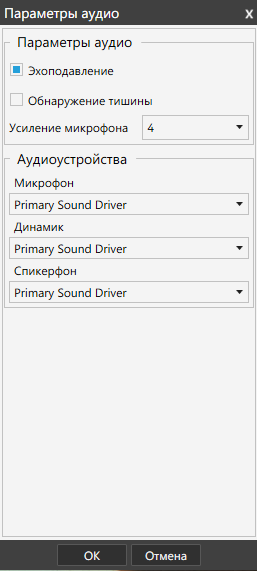 Параметры аудио X
Параметры аудио
Эхоподавление
Обнаружение тишины
Усиление микрофона 4
Аудиоустройства
Микрофон
Primary Sound Driver
Динамик
Primary Sound Driver
Спикерфон
Primary Sound Driver
ОК Отмена